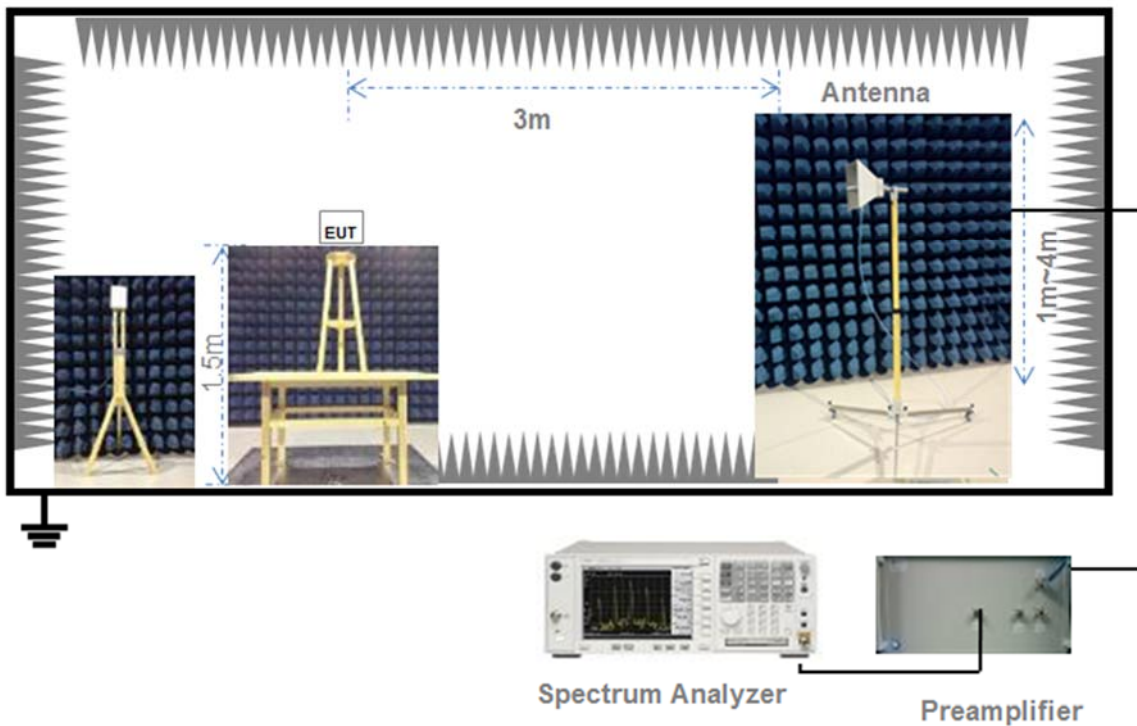 3m
Antenna
EUT
1.5m
1m~4m
Spectrum Analyzer
Preamplifier